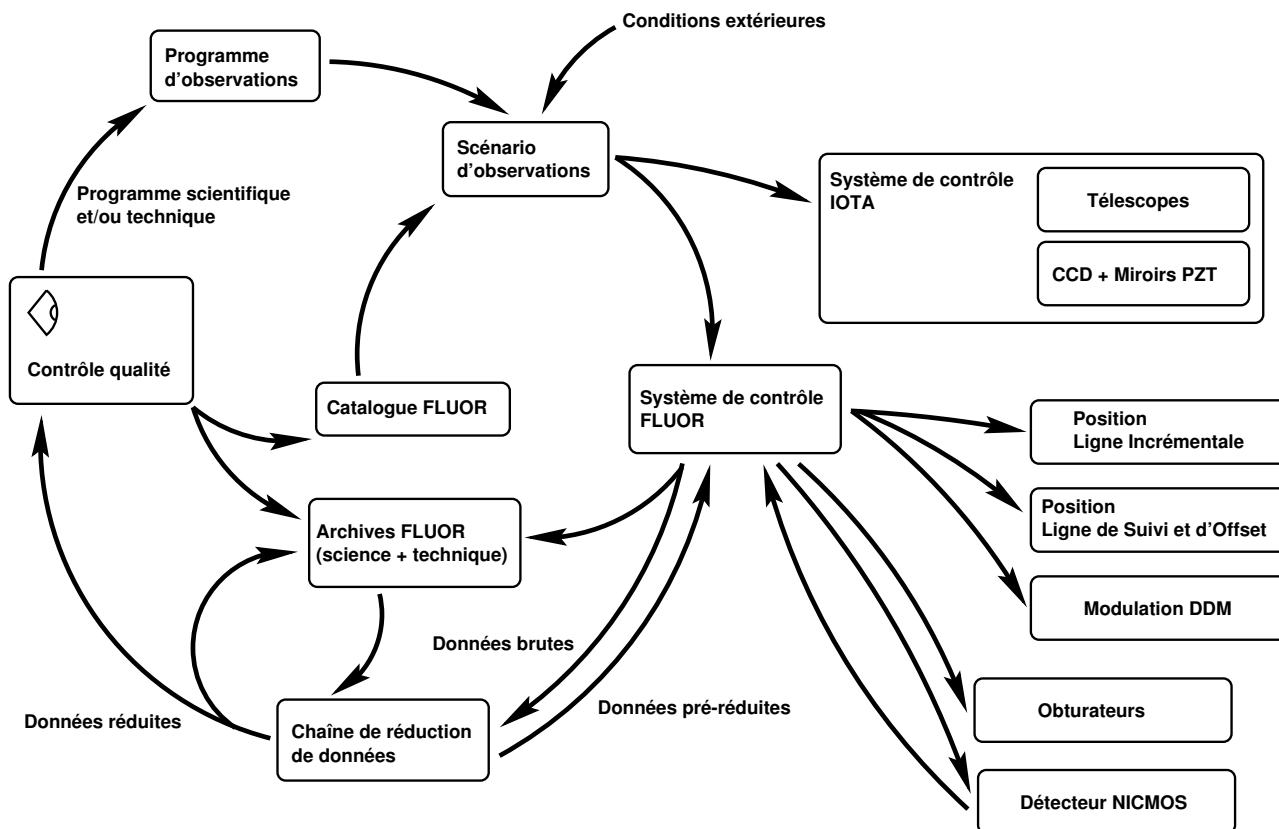 Conditions extérieures
Programme
d'observations
Scénario
d'observations
Programme scientifique
et/ou technique
Système de contrôle
IOTA
Télescopes
CCD + Miroirs PZT
Contrôle qualité
Catalogue FLUOR
Système de contrôle
FLUOR
Position
Ligne Incrémentale
Position
Ligne de Suivi et d'Offset
Archives FLUOR
(science + technique)
Modulation DDM
Données brutes
Données réduites
Données pré-réduites
Chaîne de réduction
de données
Obturateurs
Détecteur NICMOS